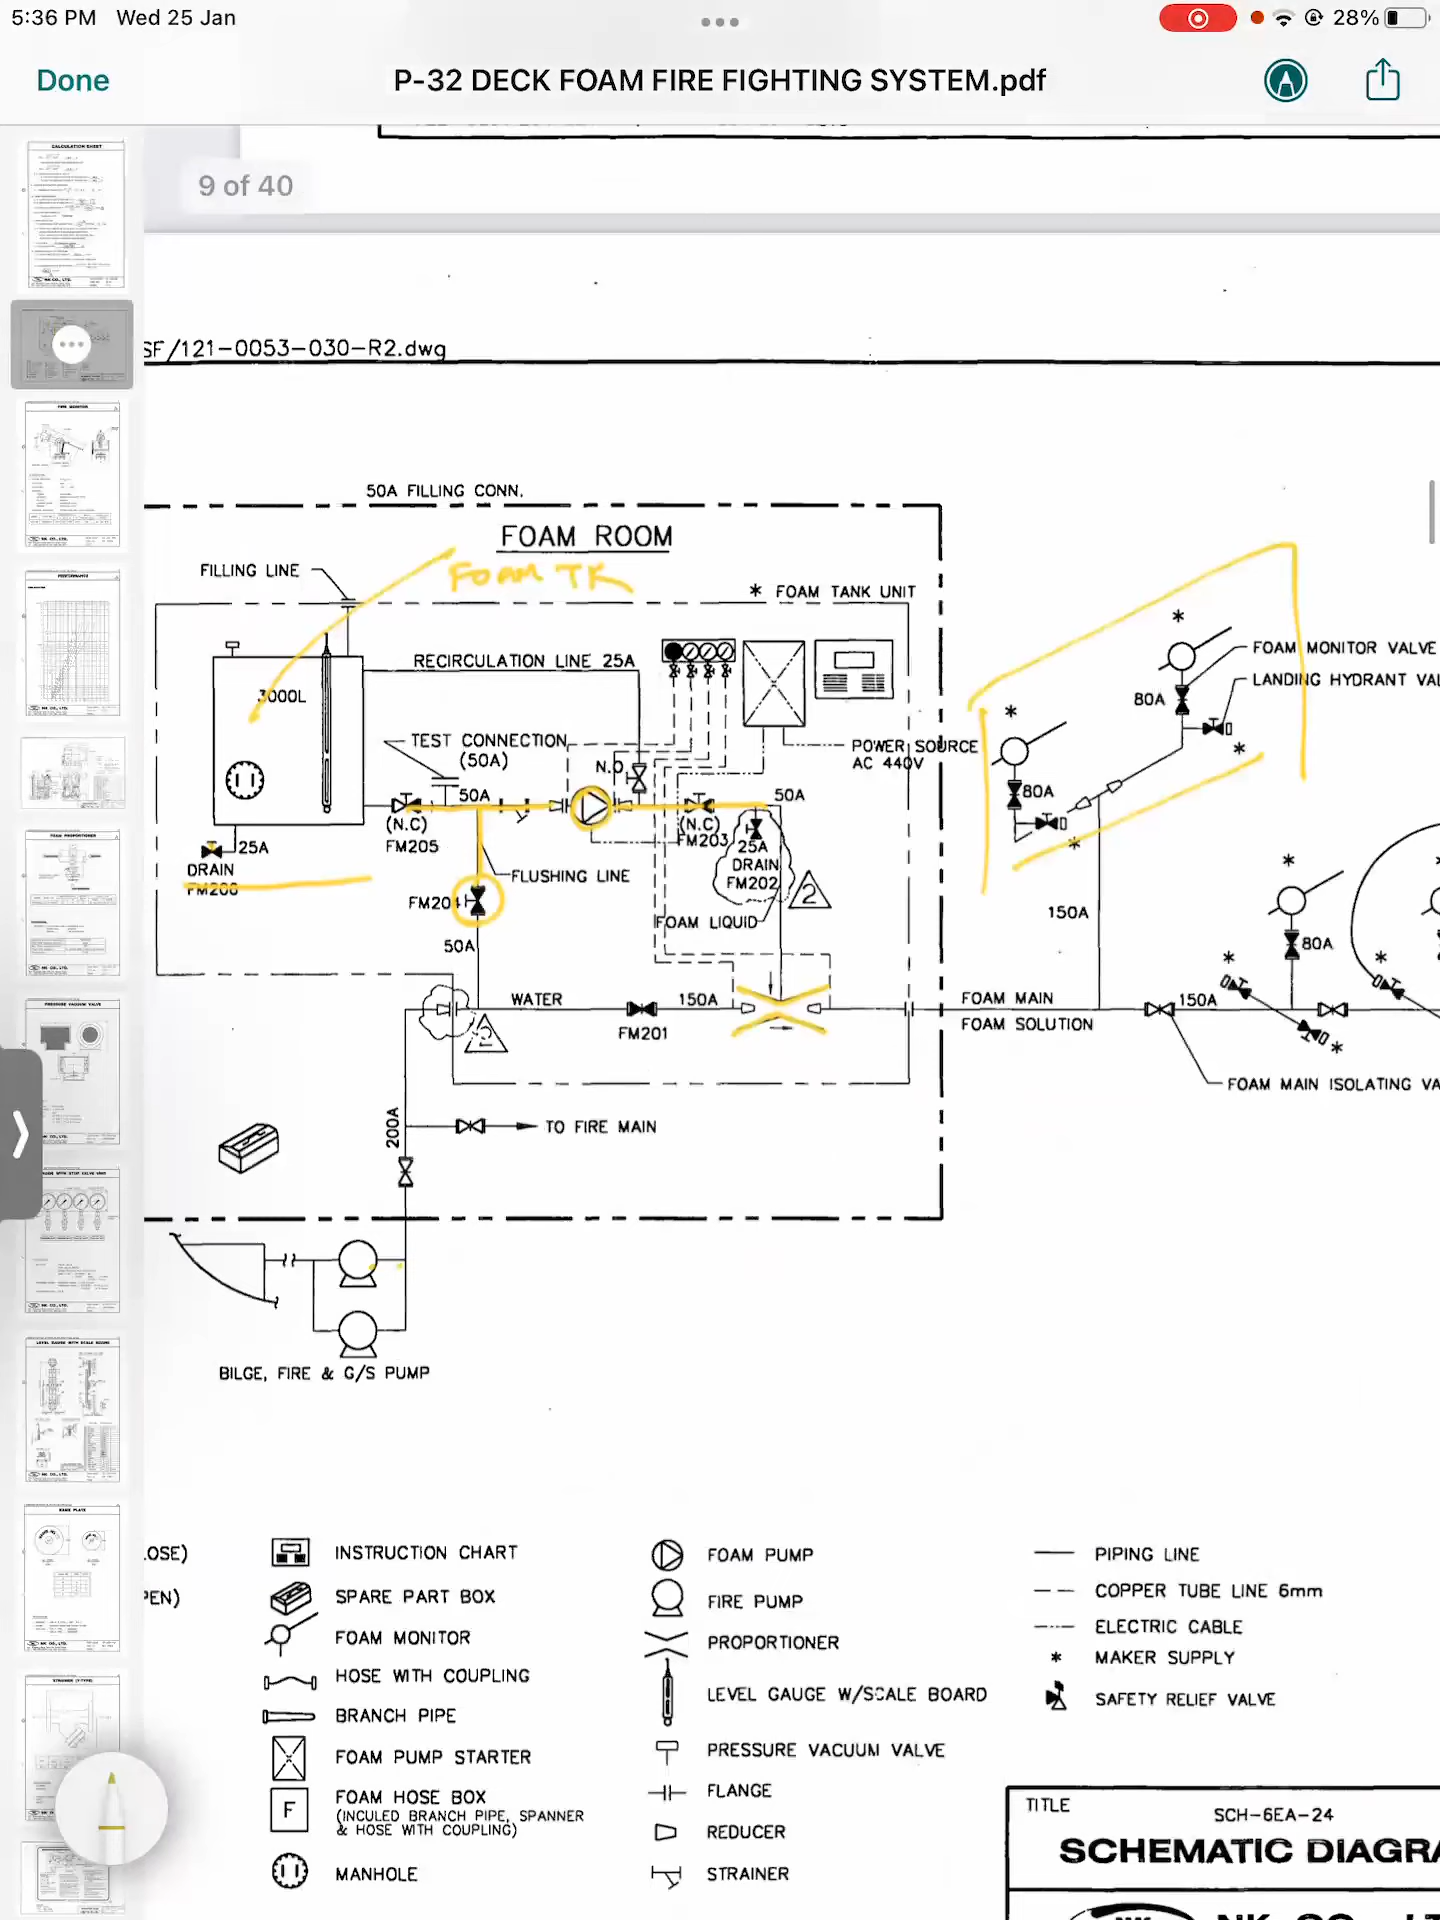 5:36 PM Wed 25 Jan
28%
Done
P-32 DECK FOAM FIRE FIGHTING SYSTEM.pdf
9 of 40
SF/121-0053-030-R2.dwg
50A FILLING CONN.
FOAM ROOM
FOAM TK
FILLING LINE
* FOAM TANK UNIT
RECIRCULATION LINE 25A
3000L
TEST CONNECTION
(50A)
N.O
POWER SOURCE
AC 440V
50A
50A
(N.C)
FM205
(N.C)
FM203
25A
DRAIN
FM202
2
25A
DRAIN
FM206
FLUSHING LINE
FM204
FOAM LIQUID
50A
WATER
150A
FM201
2
FOAM MAIN
FOAM SOLUTION
200A
TO FIRE MAIN
BILGE, FIRE & G/S PUMP
*
FOAM MONITOR VALVE
80A
LANDING HYDRANT VAL
*
*
80A
*
150A
*
80A
*
*
150A
*
*
FOAM MAIN ISOLATING VA
LOSE)
PEN)
INSTRUCTION CHART
SPARE PART BOX
FOAM MONITOR
HOSE WITH COUPLING
BRANCH PIPE
FOAM PUMP STARTER
F
FOAM HOSE BOX
(INCULED BRANCH PIPE, SPANNER
& HOSE WITH COUPLING)
MANHOLE
FOAM PUMP
FIRE PUMP
PROPORTIONER
LEVEL GAUGE W/SCALE BOARD
PRESSURE VACUUM VALVE
FLANGE
REDUCER
STRAINER
PIPING LINE
COPPER TUBE LINE 6mm
ELECTRIC CABLE
* MAKER SUPPLY
SAFETY RELIEF VALVE
TITLE
SCH-6EA-24
SCHEMATIC DIAGRA